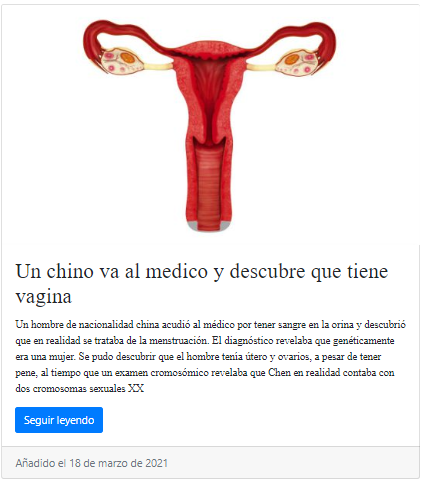 Un chino va al medico y descubre que tiene
vagina
Un hombre de nacionalidad china acudió al médico por tener sangre en la orina y descubrió
que en realidad se trataba de la menstruación. El diagnóstico revelaba que genéticamente
era una mujer. Se pudo descubrir que el hombre tenía útero y ovarios, a pesar de tener
pene, al tiempo que un examen cromosómico revelaba que Chen en realidad contaba con
dos cromosomas sexuales XX
Seguir leyendo
Añadido el 18 de marzo de 2021